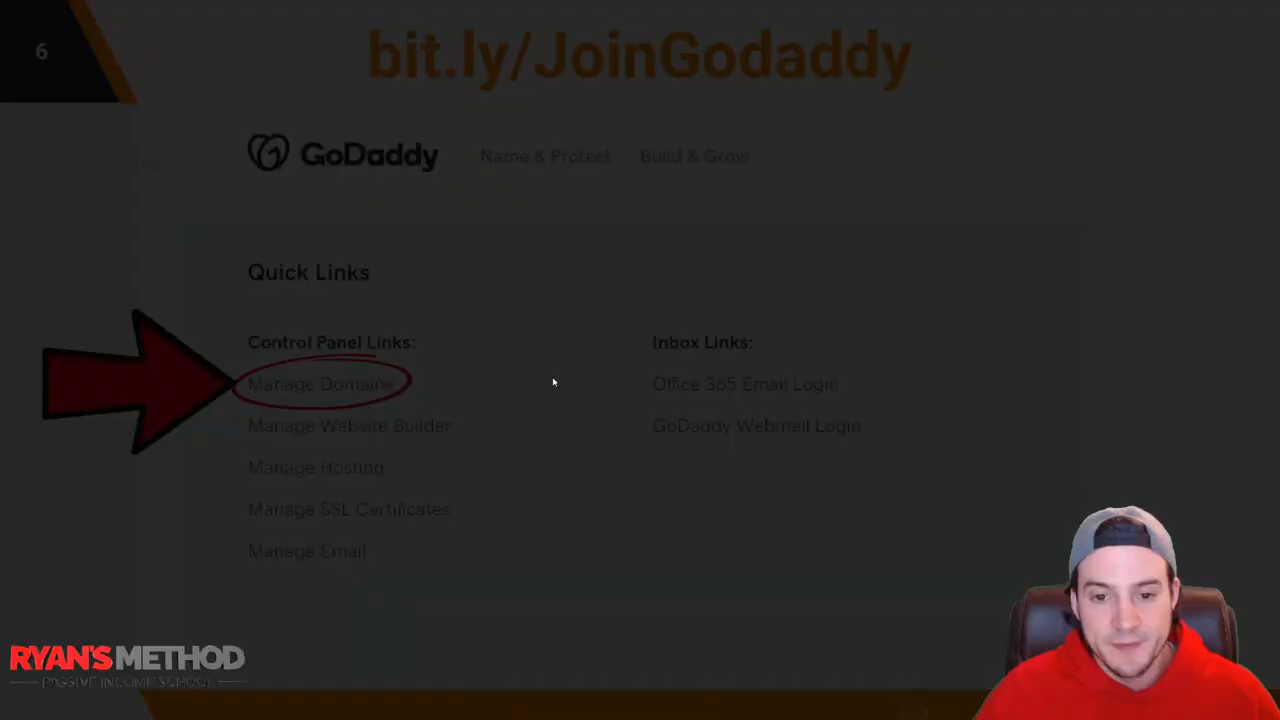 6
bit.ly/JoinGodaddy
GoDaddy
Name & Protect
Build & Grow
Quick Links
Control Panel Links:
Inbox Links:
Manage Domains
Office 365 Email Login
Manage Website Builder
GoDaddy Webmail Login
Manage Hosting
Manage SSL Certificates
Manage Email
RYAN'S METHOD
PASSIVE INCOME SCHOOL